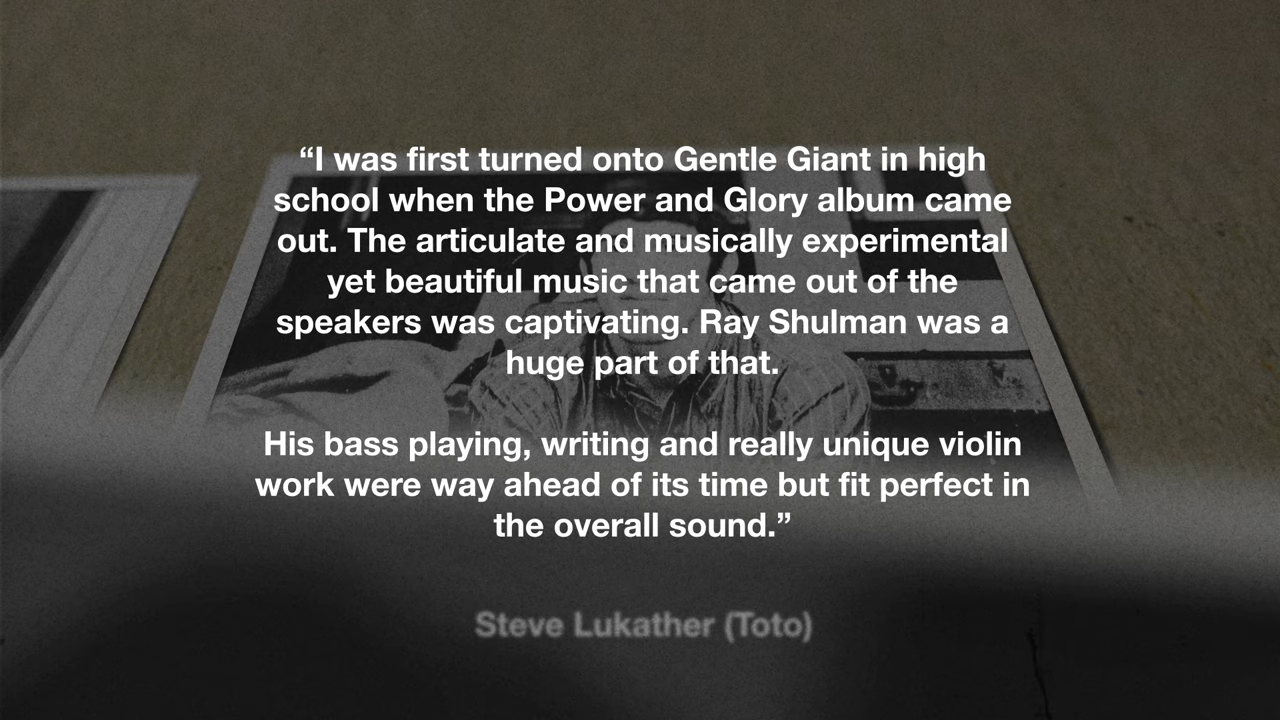 “I was first turned onto Gentle Giant in high
school when the Power and Glory album came
out. The articulate and musically experimental
yet beautiful music that came out of the
speakers was captivating. Ray Shulman was a
huge part of that.
His bass playing, writing and really unique violin
work were way ahead of its time but fit perfect in
the overall sound.”
Steve Lukather (Toto)